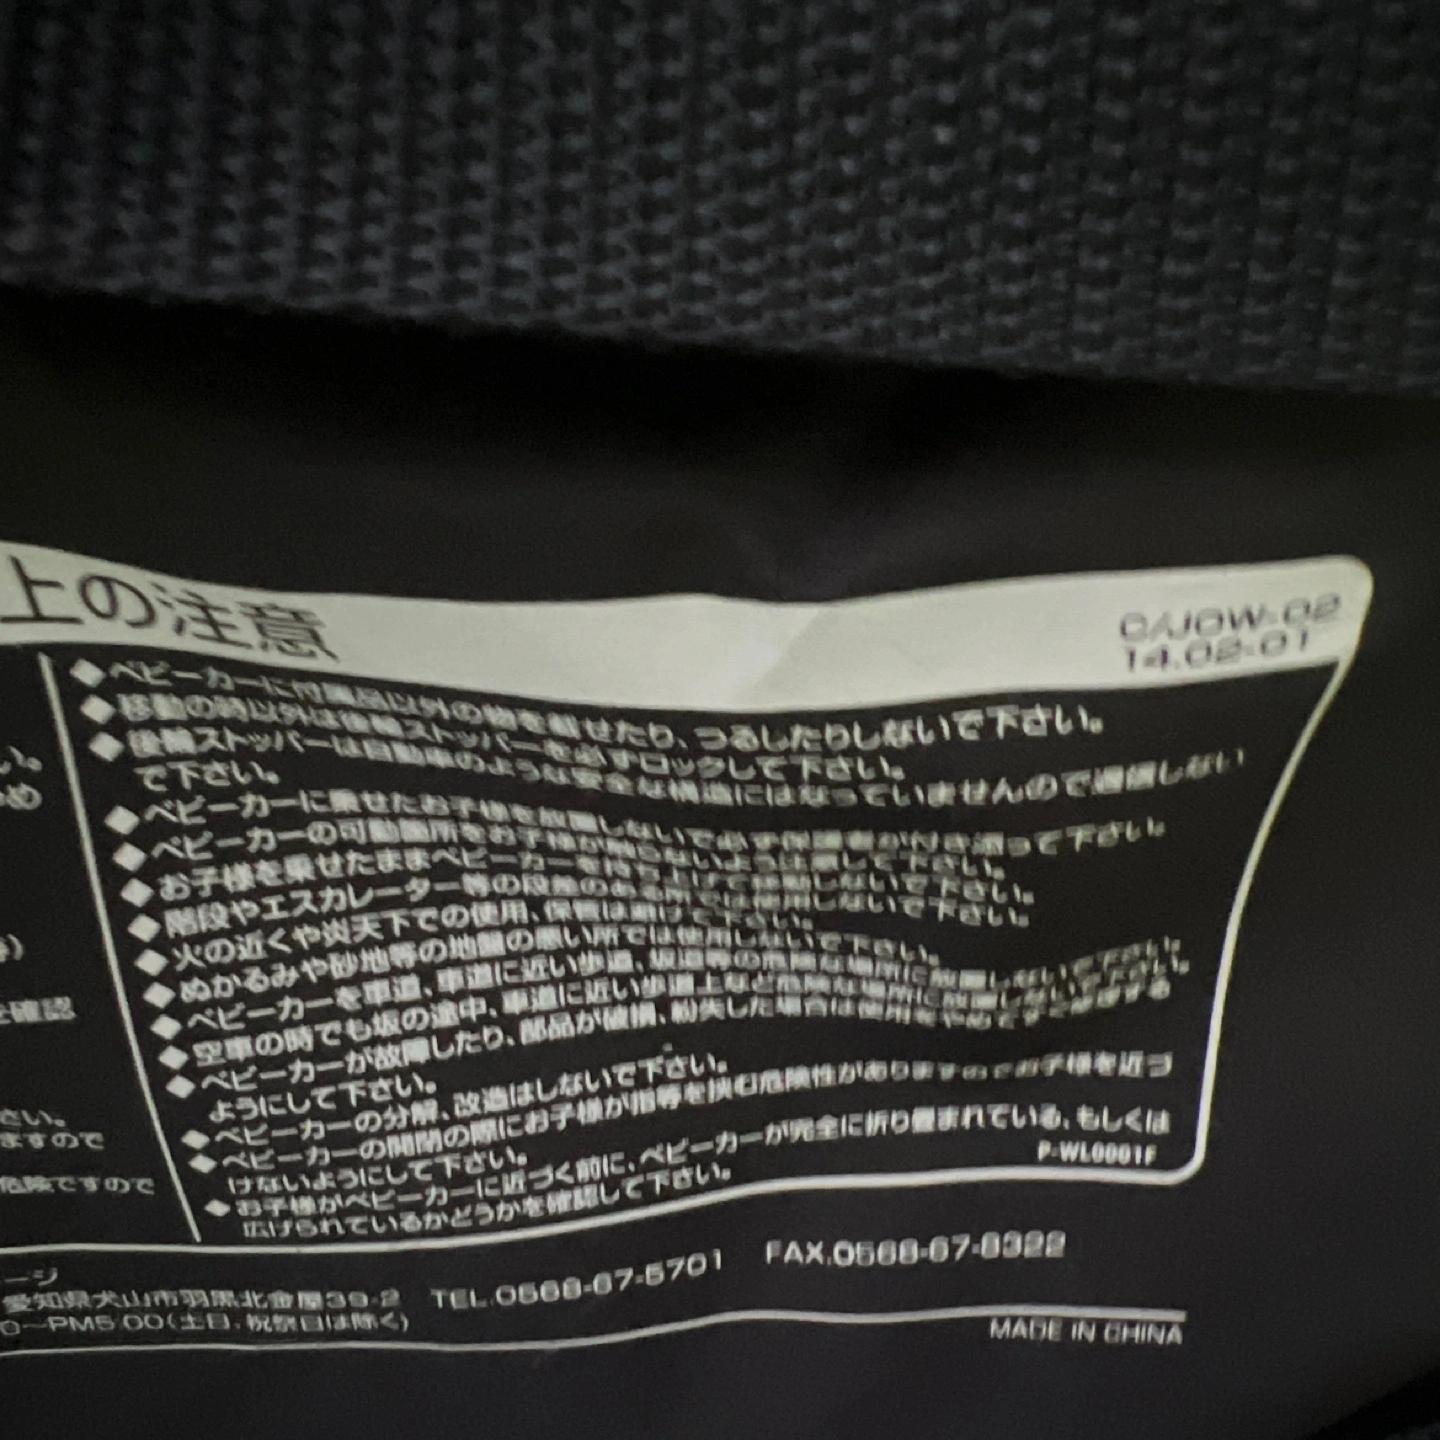 上の注意
CAJOW-02
14.02-01
い。
め
確認
さい。
ますので
危険ですので
◆ベビーカーに付属品以外の物を載せたり、つるしたりしないで下さい。
◆移動の時以外は後輪ストッパーを必ずロックして下さい。
◆後輪ストッパーは自動車のような安全な構造にはなっていませんので過信しない
で下さい。
◆ベビーカーに乗せたお子様を放置しないで必ず保護者が付き添って下さい。
◆ベビーカーの可動箇所をお子様が触らないように注意して下さい。
◆お子様を乗せたままベビーカーを持ち上げて移動しないで下さい。
◆階段やエスカレーター等の段差のある所では使用しないで下さい。
◆火の近くや炎天下での使用、保管は避けて下さい。
◆ぬかるみや砂地等の地盤の悪い所では使用しないで下さい。
◆ベビーカーを車道、車道に近い歩道、坂道等の危険な場所に放置しないで下さい。
◆空車の時でも坂の途中、車道に近い歩道上など危険な場所に放置しないで下さい。
◆ベビーカーが故障したり、部品が破損、紛失した場合は使用をやめて
ようにして下さい。
◆ベビーカーの分解、改造はしないで下さい。
◆ベビーカーの開閉の際にお子様が指等を挟む危険性がありますのでお子様を近づ
けないようにして下さい。
◆お子様がベビーカーに近づく前に、ベビーカーが完全に折り畳まれている、もしくは
広げられているかどうかを確認して下さい。
P-WL0001F
ージ
愛知県犬山市羽黒北金屋39-2 TEL.0568-67-5701 FAX.0568-67-8322
0〜PM5:00(土日、祝祭日は除く)
MADE IN CHINA